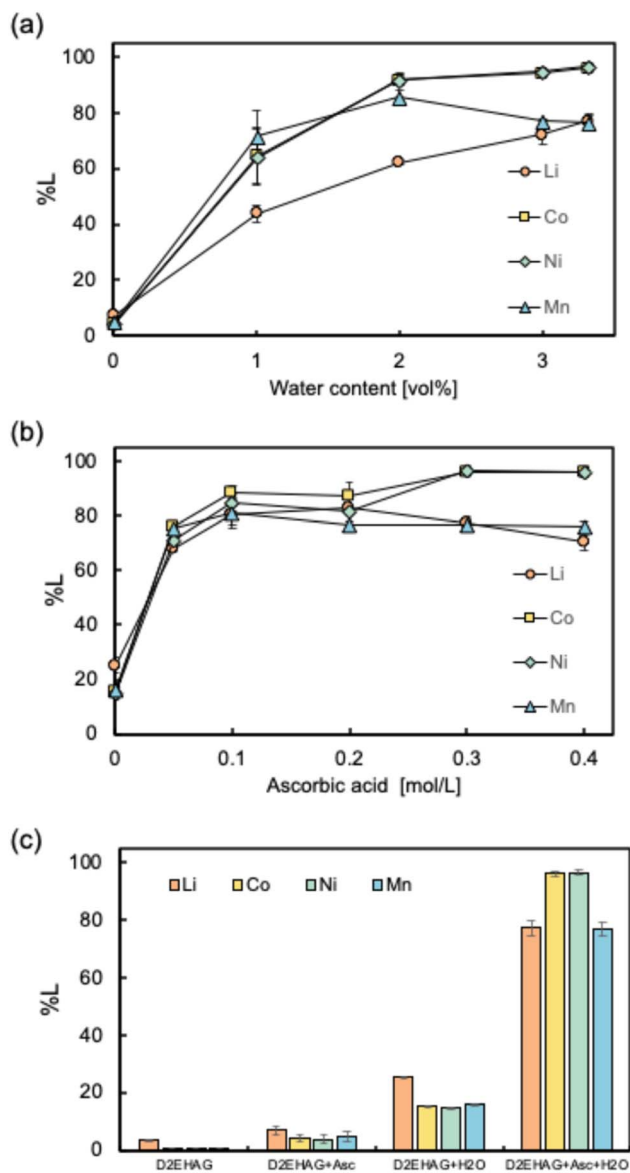 (a)
100
80
60
40
20
0
%L
Li
Co
Ni
Mn
0 1 2 3
Water content [vol%]
(b)
100
80
60
40
20
0
%L
Li
Co
Ni
Mn
0 0.1 0.2 0.3 0.4
Ascorbic acid [mol/L]
(c)
100
80
60
40
20
0
%L
Li Co Ni Mn
D2EHAG D2EHAG+Asc D2EHAG+H2O D2EHAG+Asc+H2O